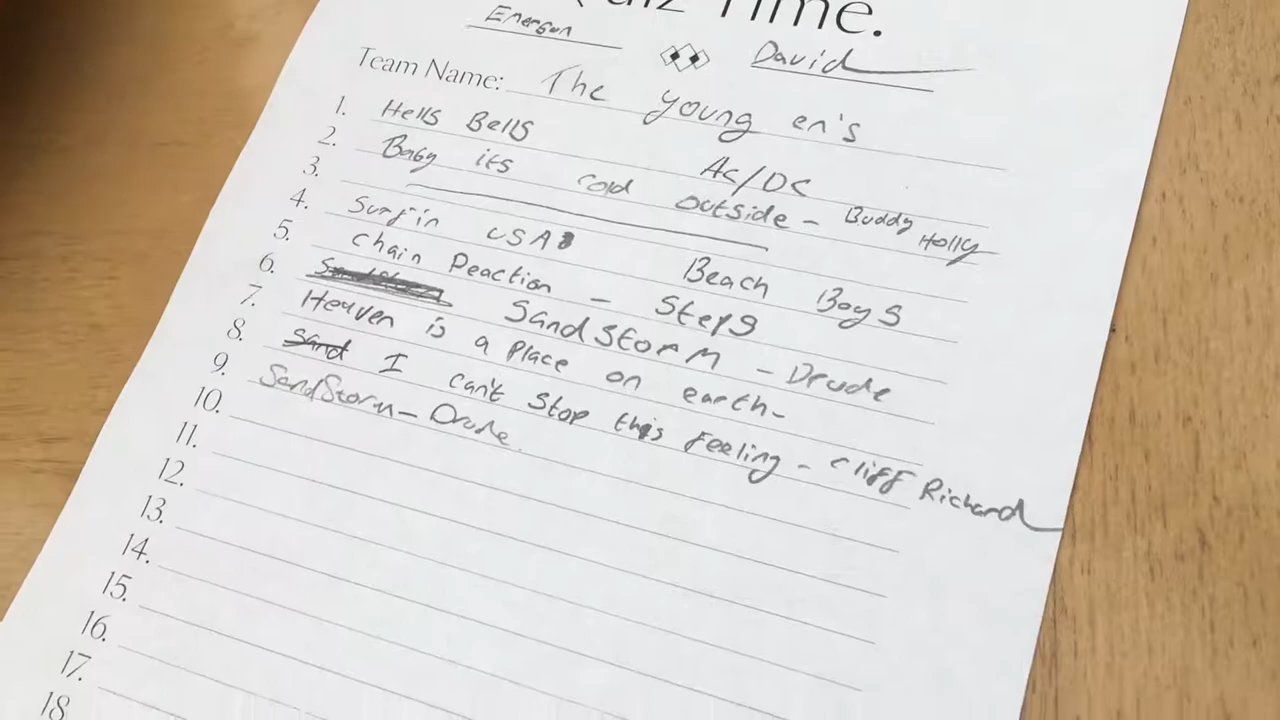 Quiz Time.
Emerson David
Team Name: The young en's
1. Hells Bells AC/DC
2. Baby its cold outside - Buddy Holly
3.
4. Surfin USA Beach Boys
5. Chain Reaction - Steps
6. SandStorm - Drude
7. Heaven is a Place on earth-
8. Sand I can't Stop this Feeling - Cliff Richard
9. SandStorm - Drude.
10.
11.
12.
13.
14.
15.
16.
17.
18.